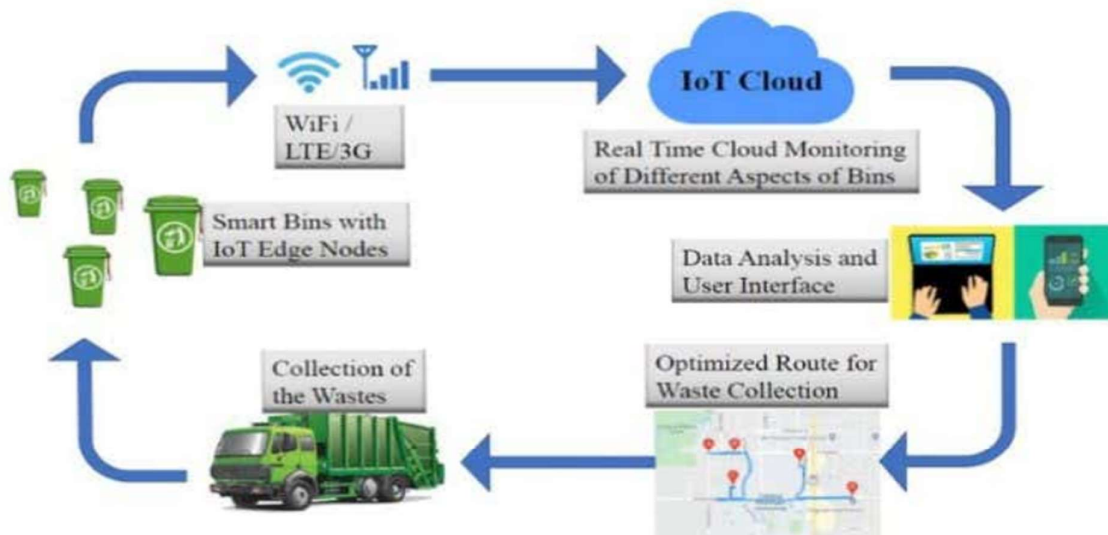 WiFi /
LTE/3G
IoT Cloud
Real Time Cloud Monitoring
of Different Aspects of Bins
Smart Bins with
IoT Edge Nodes
Data Analysis and
User Interface
Collection of
the Wastes
Optimized Route for
Waste Collection